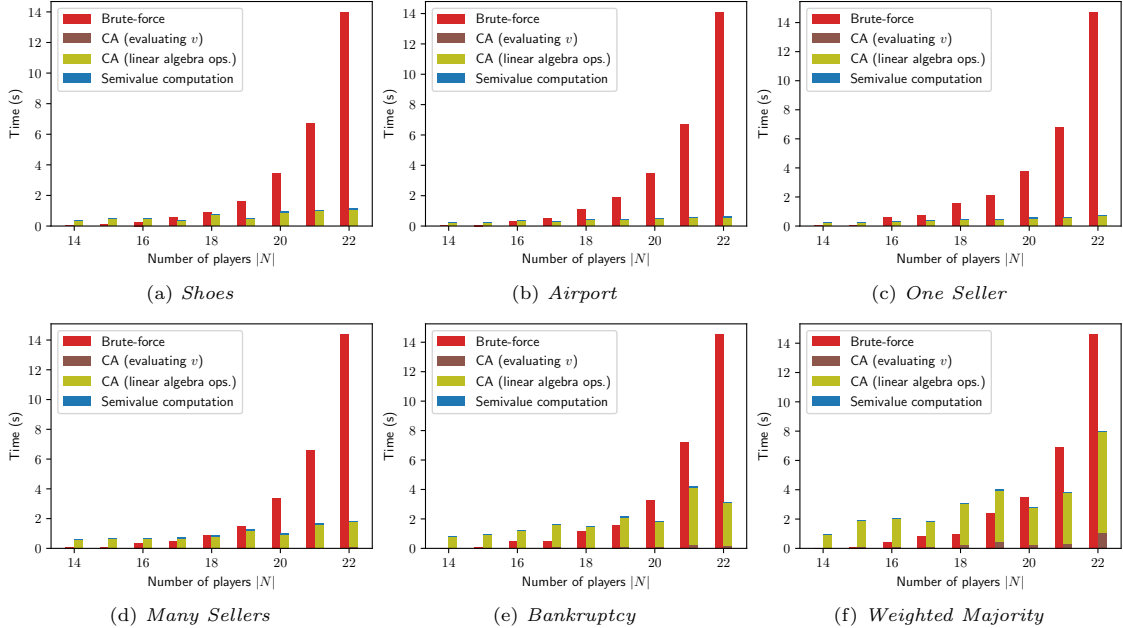 14
12
10
8
6
4
2
0
Time (s)
Brute-force
CA (evaluating v)
CA (linear algebra ops.)
Semivalue computation
14 16 18 20 22
Number of players |N|
(a) Shoes
14
12
10
8
6
4
2
0
Time (s)
Brute-force
CA (evaluating v)
CA (linear algebra ops.)
Semivalue computation
14 16 18 20 22
Number of players |N|
(b) Airport
14
12
10
8
6
4
2
0
Time (s)
Brute-force
CA (evaluating v)
CA (linear algebra ops.)
Semivalue computation
14 16 18 20 22
Number of players |N|
(c) One Seller
14
12
10
8
6
4
2
0
Time (s)
Brute-force
CA (evaluating v)
CA (linear algebra ops.)
Semivalue computation
14 16 18 20 22
Number of players |N|
(d) Many Sellers
14
12
10
8
6
4
2
0
Time (s)
Brute-force
CA (evaluating v)
CA (linear algebra ops.)
Semivalue computation
14 16 18 20 22
Number of players |N|
(e) Bankruptcy
14
12
10
8
6
4
2
0
Time (s)
Brute-force
CA (evaluating v)
CA (linear algebra ops.)
Semivalue computation
14 16 18 20 22
Number of players |N|
(f) Weighted Majority